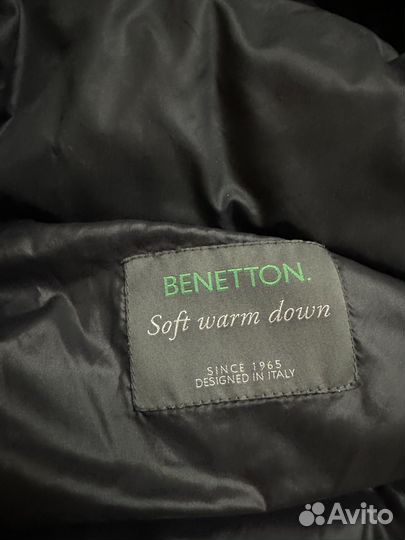 BENETTON.
Soft warm down
SINCE 1965
DESIGNED IN ITALY
Avito